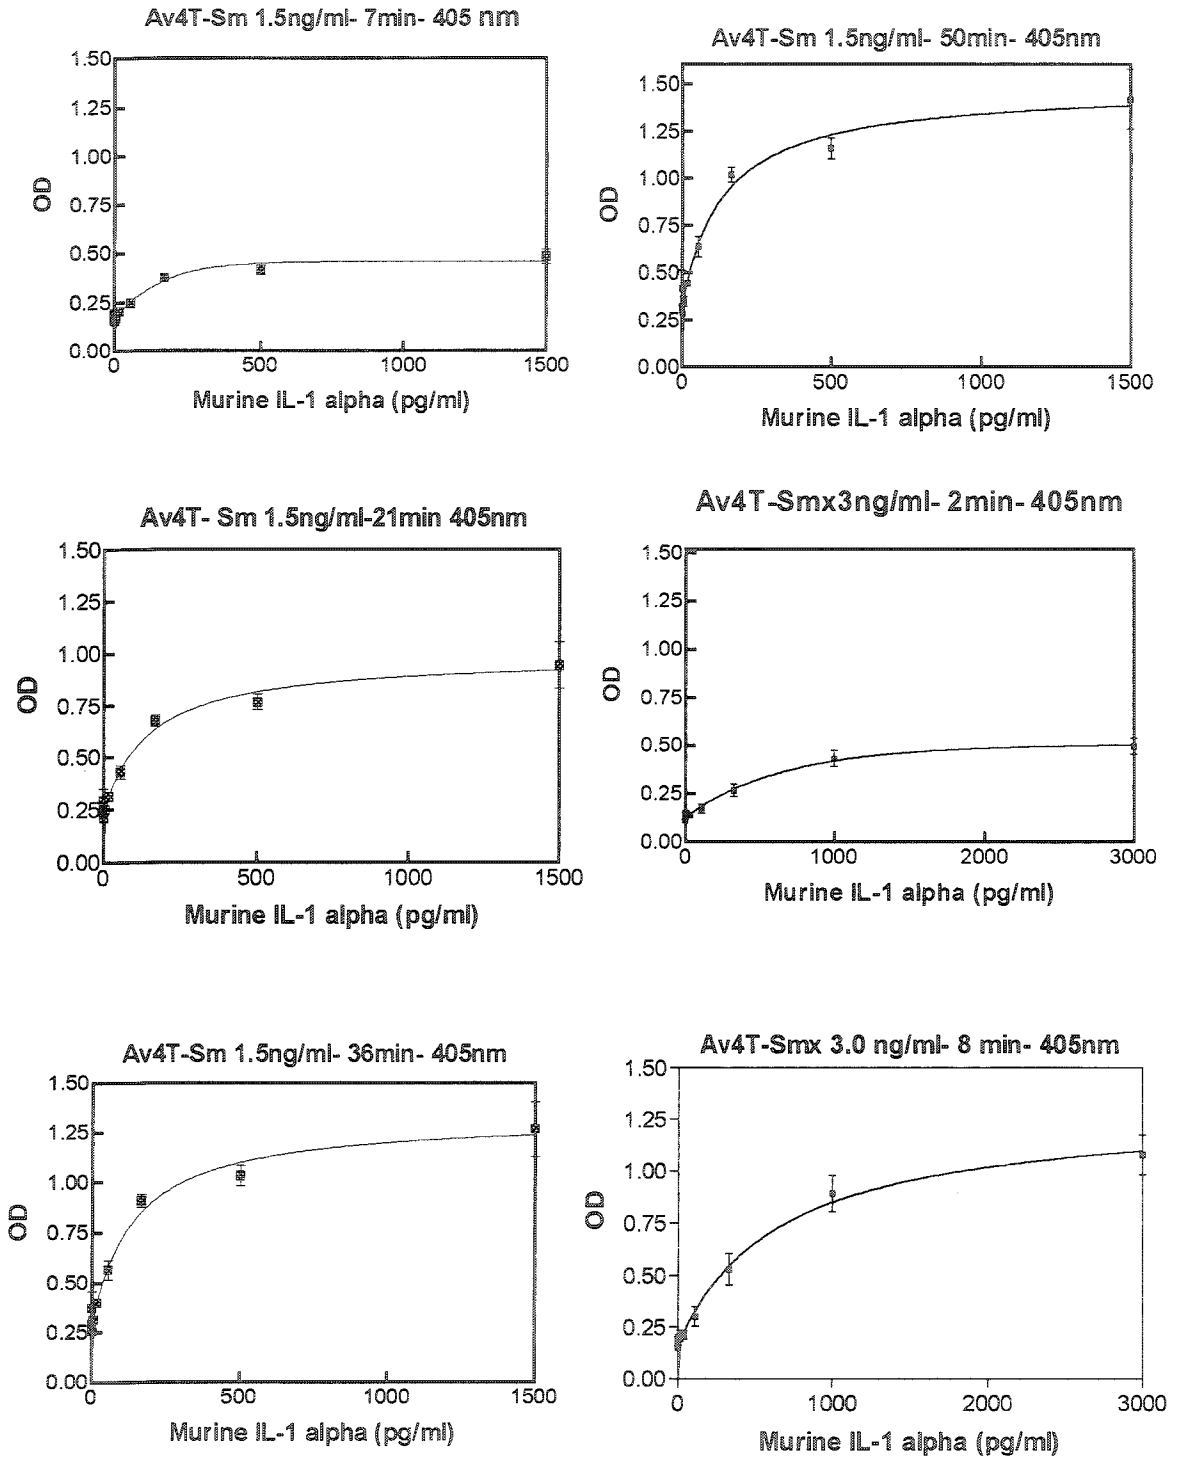 Av4T-Sm 1.5ng/ml- 7min- 405 nm
1.50
1.25
1.00
0.75
0.50
0.25
0.00
OD
0 500 1000 1500
Murine IL-1 alpha (pg/ml)
Av4T-Sm 1.5ng/ml- 50min- 405nm
1.50
1.25
1.00
0.75
0.50
0.25
0.00
OD
0 500 1000 1500
Murine IL-1 alpha (pg/ml)
Av4T- Sm 1.5ng/ml-21min 405nm
1.50
1.25
1.00
0.75
0.50
0.25
0.00
OD
0 500 1000 1500
Murine IL-1 alpha (pg/ml)
Av4T-Smx3ng/ml- 2min- 405nm
1.50
1.25
1.00
0.75
0.50
0.25
0.00
OD
0 1000 2000 3000
Murine IL-1 alpha (pg/ml)
Av4T-Sm 1.5ng/ml- 36min- 405nm
1.50
1.25
1.00
0.75
0.50
0.25
0.00
OD
0 500 1000 1500
Murine IL-1 alpha (pg/ml)
Av4T-Smx 3.0 ng/ml- 8 min- 405nm
1.50
1.25
1.00
0.75
0.50
0.25
0.00
OD
0 1000 2000 3000
Murine IL-1 alpha (pg/ml)